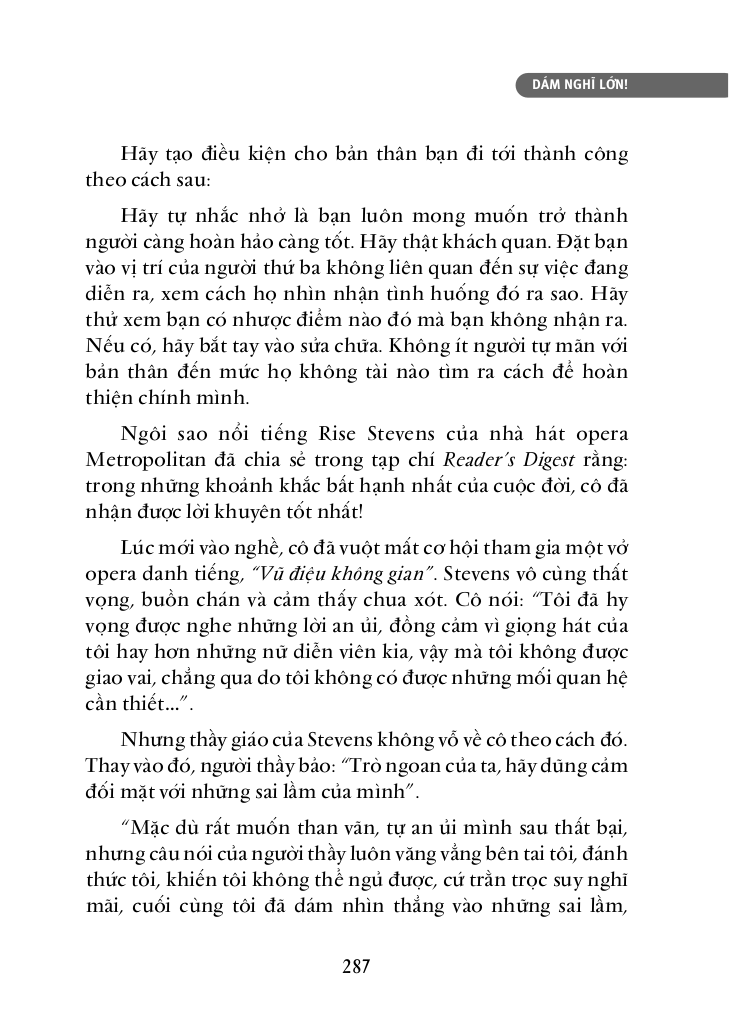 DÁM NGHĨ LỚN!
Hãy tạo điều kiện cho bản thân bạn đi tới thành công
theo cách sau:
Hãy tự nhắc nhở là bạn luôn mong muốn trở thành
người càng hoàn hảo càng tốt. Hãy thật khách quan. Đặt bạn
vào vị trí của người thứ ba không liên quan đến sự việc đang
diễn ra, xem cách họ nhìn nhận tình huống đó ra sao. Hãy
thử xem bạn có nhược điểm nào đó mà bạn không nhận ra.
Nếu có, hãy bắt tay vào sửa chữa. Không ít người tự mãn với
bản thân đến mức họ không tài nào tìm ra cách để hoàn
thiện chính mình.
Ngôi sao nổi tiếng Rise Stevens của nhà hát opera
Metropolitan đã chia sẻ trong tạp chí Reader's Digest rằng:
trong những khoảnh khắc bất hạnh nhất của cuộc đời, cô đã
nhận được lời khuyên tốt nhất!
Lúc mới vào nghề, cô đã vuột mất cơ hội tham gia một vở
opera danh tiếng, “Vũ điệu không gian”. Stevens vô cùng thất
vọng, buồn chán và cảm thấy chua xót. Cô nói: “Tôi đã hy
vọng được nghe những lời an ủi, đồng cảm vì giọng hát của
tôi hay hơn những nữ diễn viên kia, vậy mà tôi không được
giao vai, chẳng qua do tôi không có được những mối quan hệ
cần thiết...”.
Nhưng thầy giáo của Stevens không vỗ về cô theo cách đó.
Thay vào đó, người thầy bảo: “Trò ngoan của ta, hãy dũng cảm
đối mặt với những sai lầm của mình”.
“Mặc dù rất muốn than vãn, tự an ủi mình sau thất bại,
nhưng câu nói của người thầy luôn văng vẳng bên tai tôi, đánh
thức tôi, khiến tôi không thể ngủ được, cứ trằn trọc suy nghĩ
mãi, cuối cùng tôi đã dám nhìn thẳng vào những sai lầm,
287